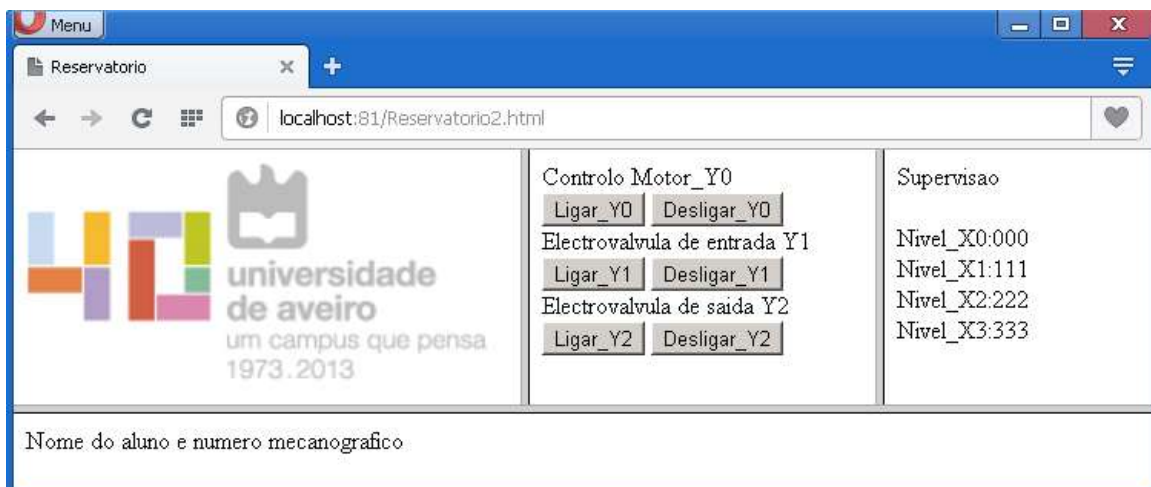 Menu
Reservatorio
localhost:81/Reservatorio2.html
40
universidade
de aveiro
um campus que pensa
1973.2013
Controlo Motor_Y0
Ligar_Y0 Desligar_Y0
Electrovalvula de entrada Y1
Ligar_Y1 Desligar_Y1
Electrovalvula de saida Y2
Ligar_Y2 Desligar_Y2
Supervisao
Nivel_X0:000
Nivel_X1:111
Nivel_X2:222
Nivel_X3:333
Nome do aluno e numero mecanografico